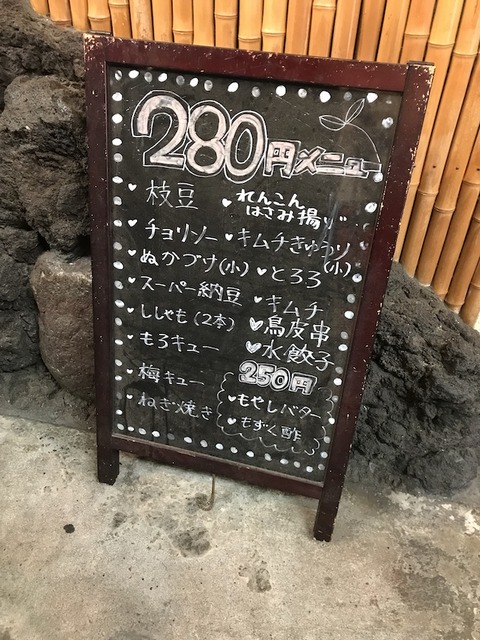 280円メニュー
枝豆
チョリソー
ぬかづけ(小)
スーパー納豆
ししゃも(2本)
もろキュー
梅キュー
ねぎ焼き
れんこん
はさみ揚げ
キムチきゅうり
(小)
とろろ
キムチ
鳥皮串
水餃子
250円
もやしバター
もずく酢